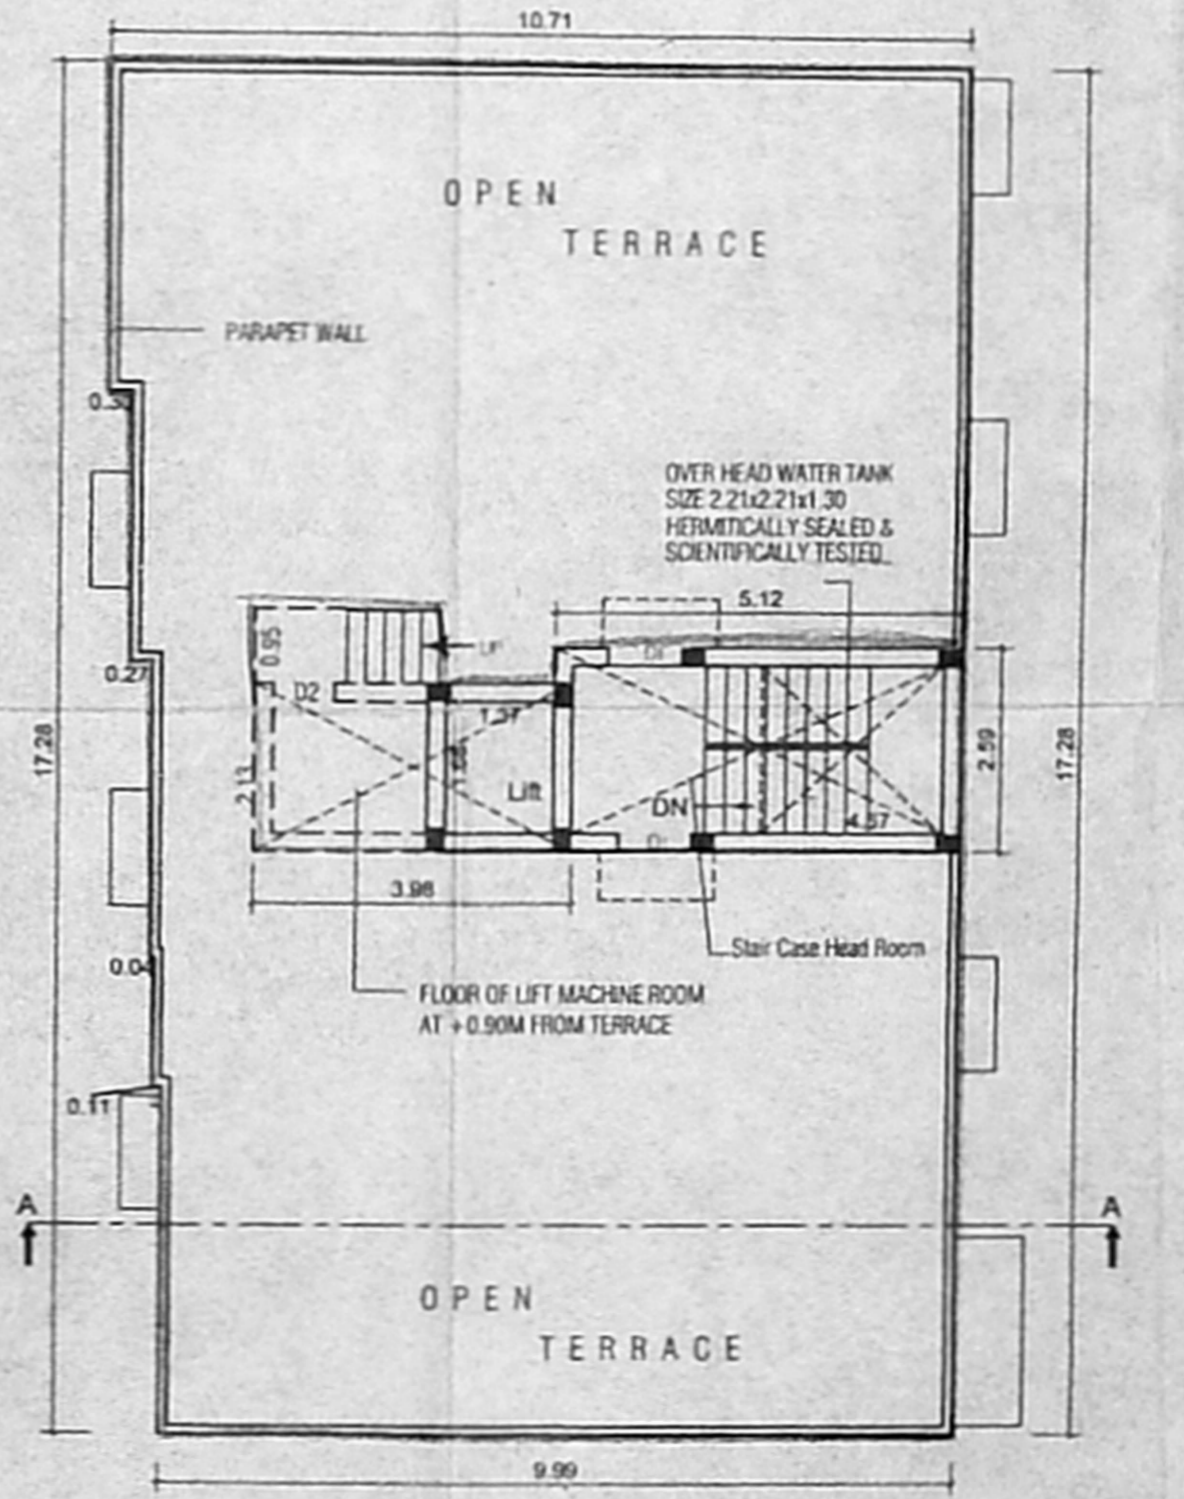 10.71
OPEN
TERRACE
PARAPET WALL
OVER HEAD WATER TANK
SIZE 2.21x2.21x1.30
HERMITICALLY SEALED &
SCIENTIFICALLY TESTED
5.12
0.95
0.27
D2
1.37
17.28
2.13
Lift
DN
4.57
2.59
17.28
3.98
Stair Case Head Room
0.04
FLOOR OF LIFT MACHINE ROOM
AT +0.90M FROM TERRACE
0.11
A
A
OPEN
TERRACE
9.99